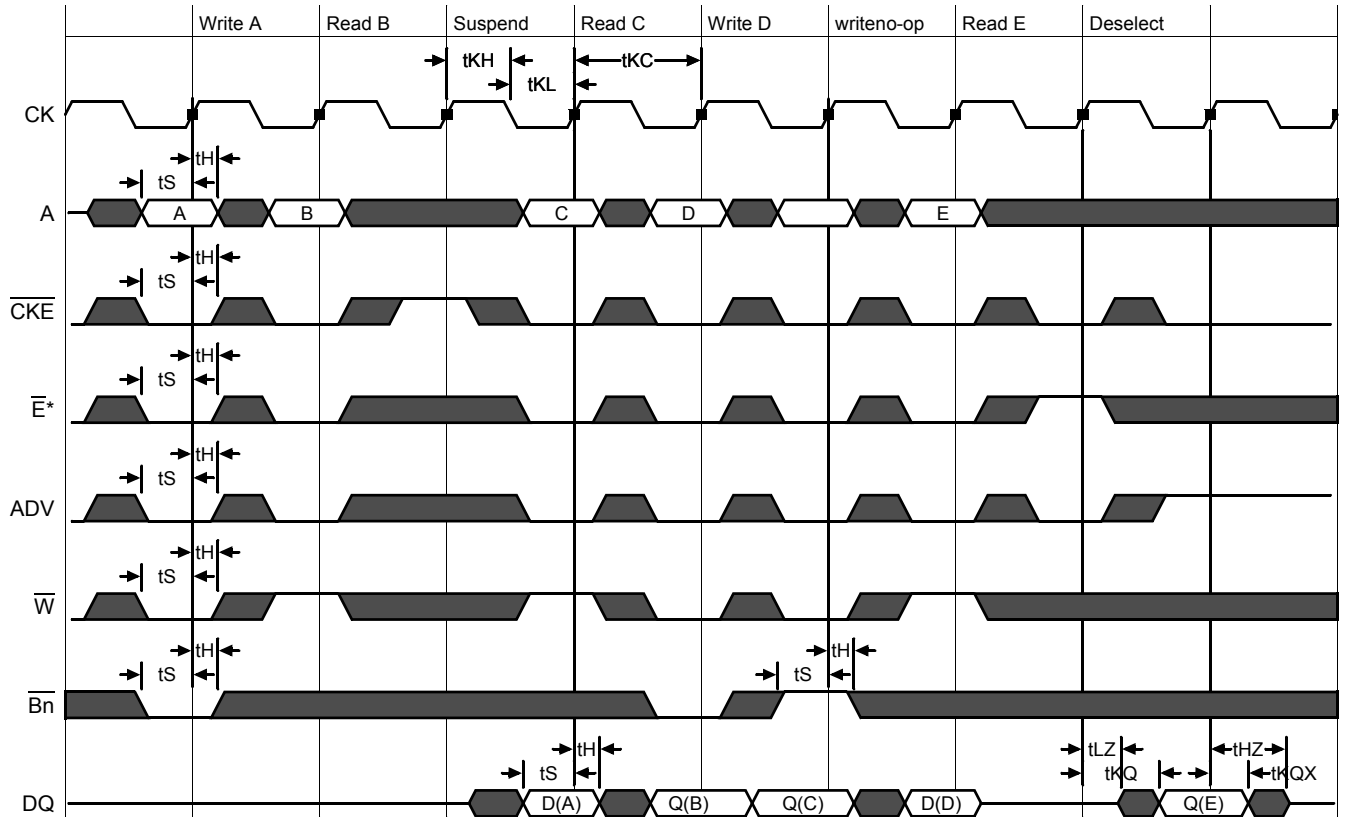 Write A Read B Suspend Read C Write D writeno-op Read E Deselect
tKH tKC
tKL
CK
tH
tS
A A B C D E
tH
tS
CKE
tH
tS
E*
tH
tS
ADV
tH
tS
W
tH tH
tS tS
Bn
tH tLZ tHZ
tS tKQ tKQX
DQ D(A) Q(B) Q(C) D(D) Q(E)